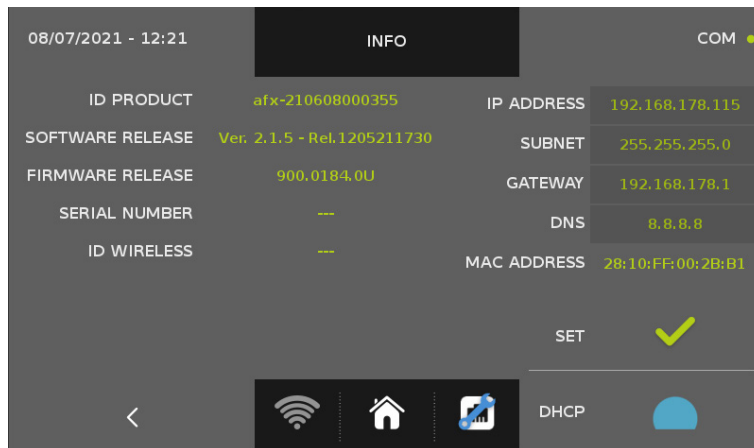 08/07/2021 - 12:21 INFO COM
ID PRODUCT afx-210608000355
SOFTWARE RELEASE Ver. 2.1.5 - Rel.1205211730
FIRMWARE RELEASE 900.0184.0U
SERIAL NUMBER ---
ID WIRELESS ---
IP ADDRESS 192.168.178.115
SUBNET 255.255.255.0
GATEWAY 192.168.178.1
DNS 8.8.8.8
MAC ADDRESS 28:10:FF:00:2B:B1
SET
DHCP